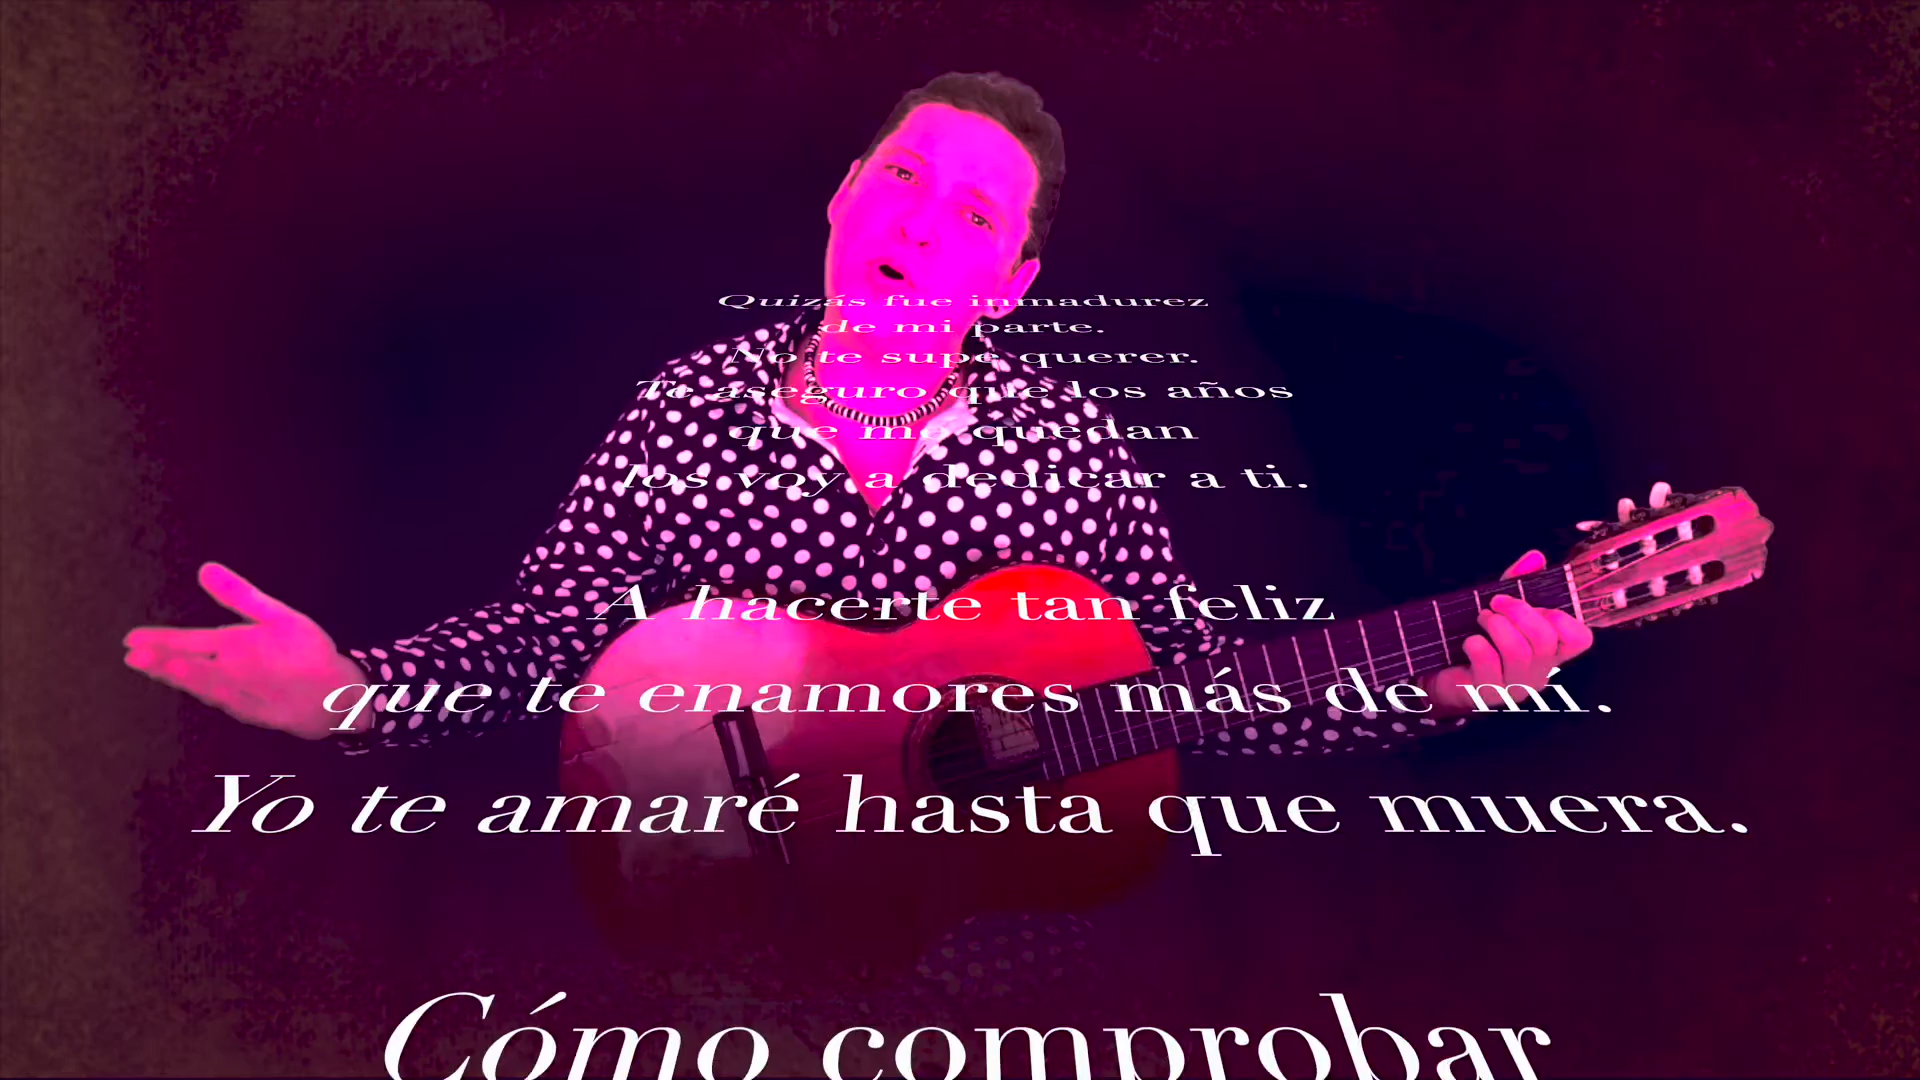 Quizás fue inmadurez
de mi parte.
No te supe querer.
Te aseguro que los años
que me quedan
los voy a dedicar a ti.
A hacerte tan feliz
que te enamores más de mí.
Yo te amaré hasta que muera.
Cómo comprobar